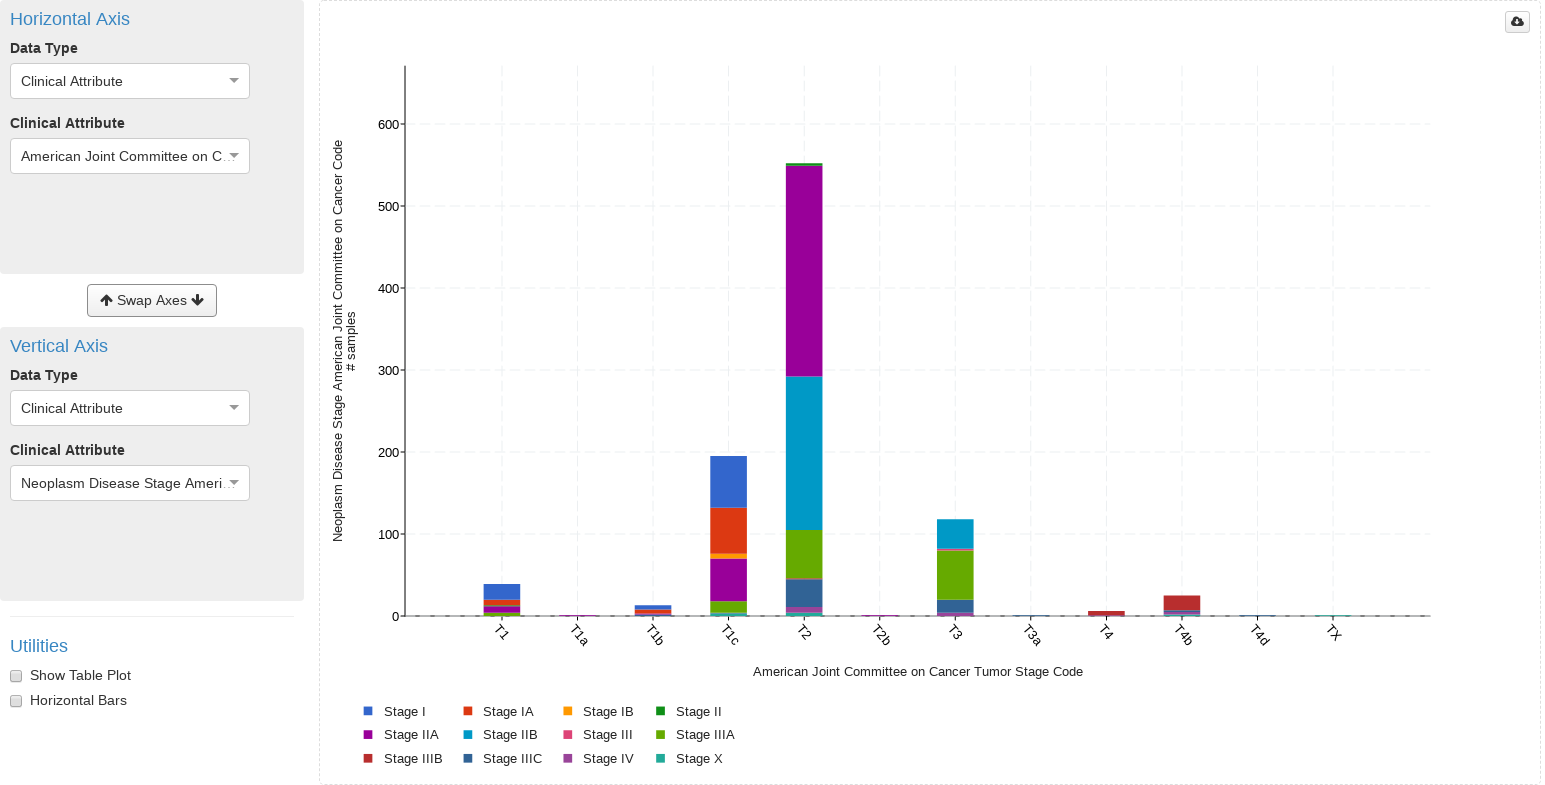 Horizontal Axis
Data Type
Clinical Attribute
Clinical Attribute
American Joint Committee on C…
Swap Axes
Vertical Axis
Data Type
Clinical Attribute
Clinical Attribute
Neoplasm Disease Stage Ameri…
Utilities
Show Table Plot
Horizontal Bars
Neoplasm Disease Stage American Joint Committee on Cancer Code
# samples
600
500
400
300
200
100
0
T1
T1a
T1b
T1c
T2
T2b
T3
T3a
T4
T4b
T4d
TX
American Joint Committee on Cancer Tumor Stage Code
Stage I Stage IA Stage IB Stage II
Stage IIA Stage IIB Stage III Stage IIIA
Stage IIIB Stage IIIC Stage IV Stage X